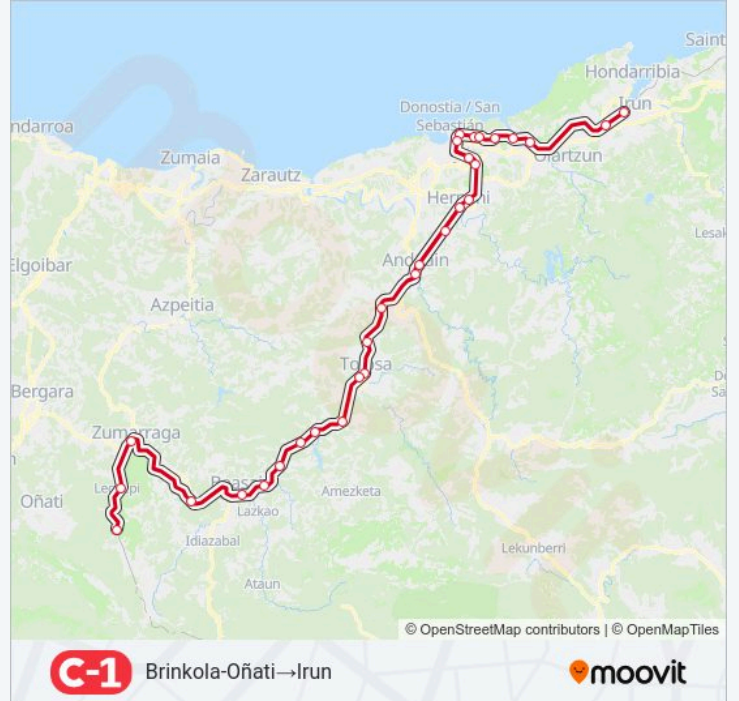 Saint
Hondarribia
Irun
Donostia / San
Sebastián
ndarroa
Zumaia
Zarautz
Oiartzun
Hernani
Lesak
Andoain
Elgoibar
Azpeitia
Tolosa
Bergara
Zumarraga
Beasain
Legazpi
Oñati
Lazkao
Amezketa
Idiazabal
Lekunberri
Ataun
© OpenStreetMap contributors | © OpenMapTiles
C-1 Brinkola-Oñati→Irun moovit